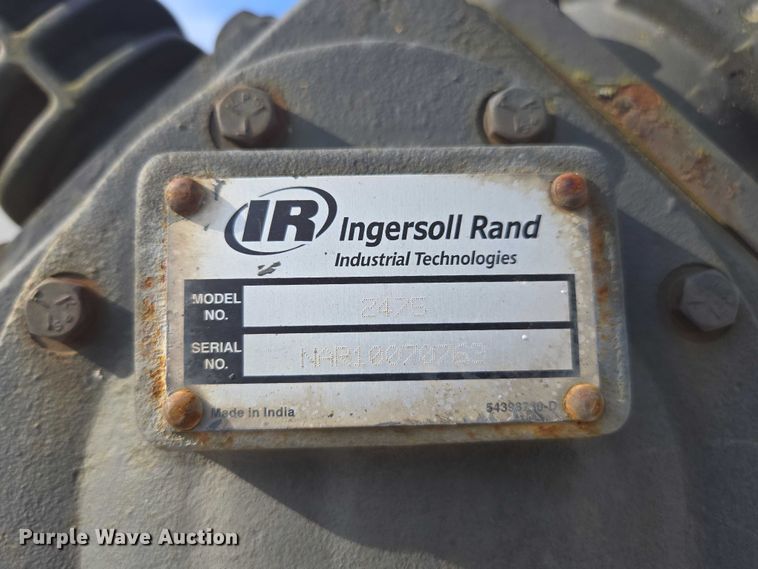 IR Ingersoll Rand
Industrial Technologies
MODEL NO. 2475
SERIAL NO.
Made in India
Purple Wave Auction